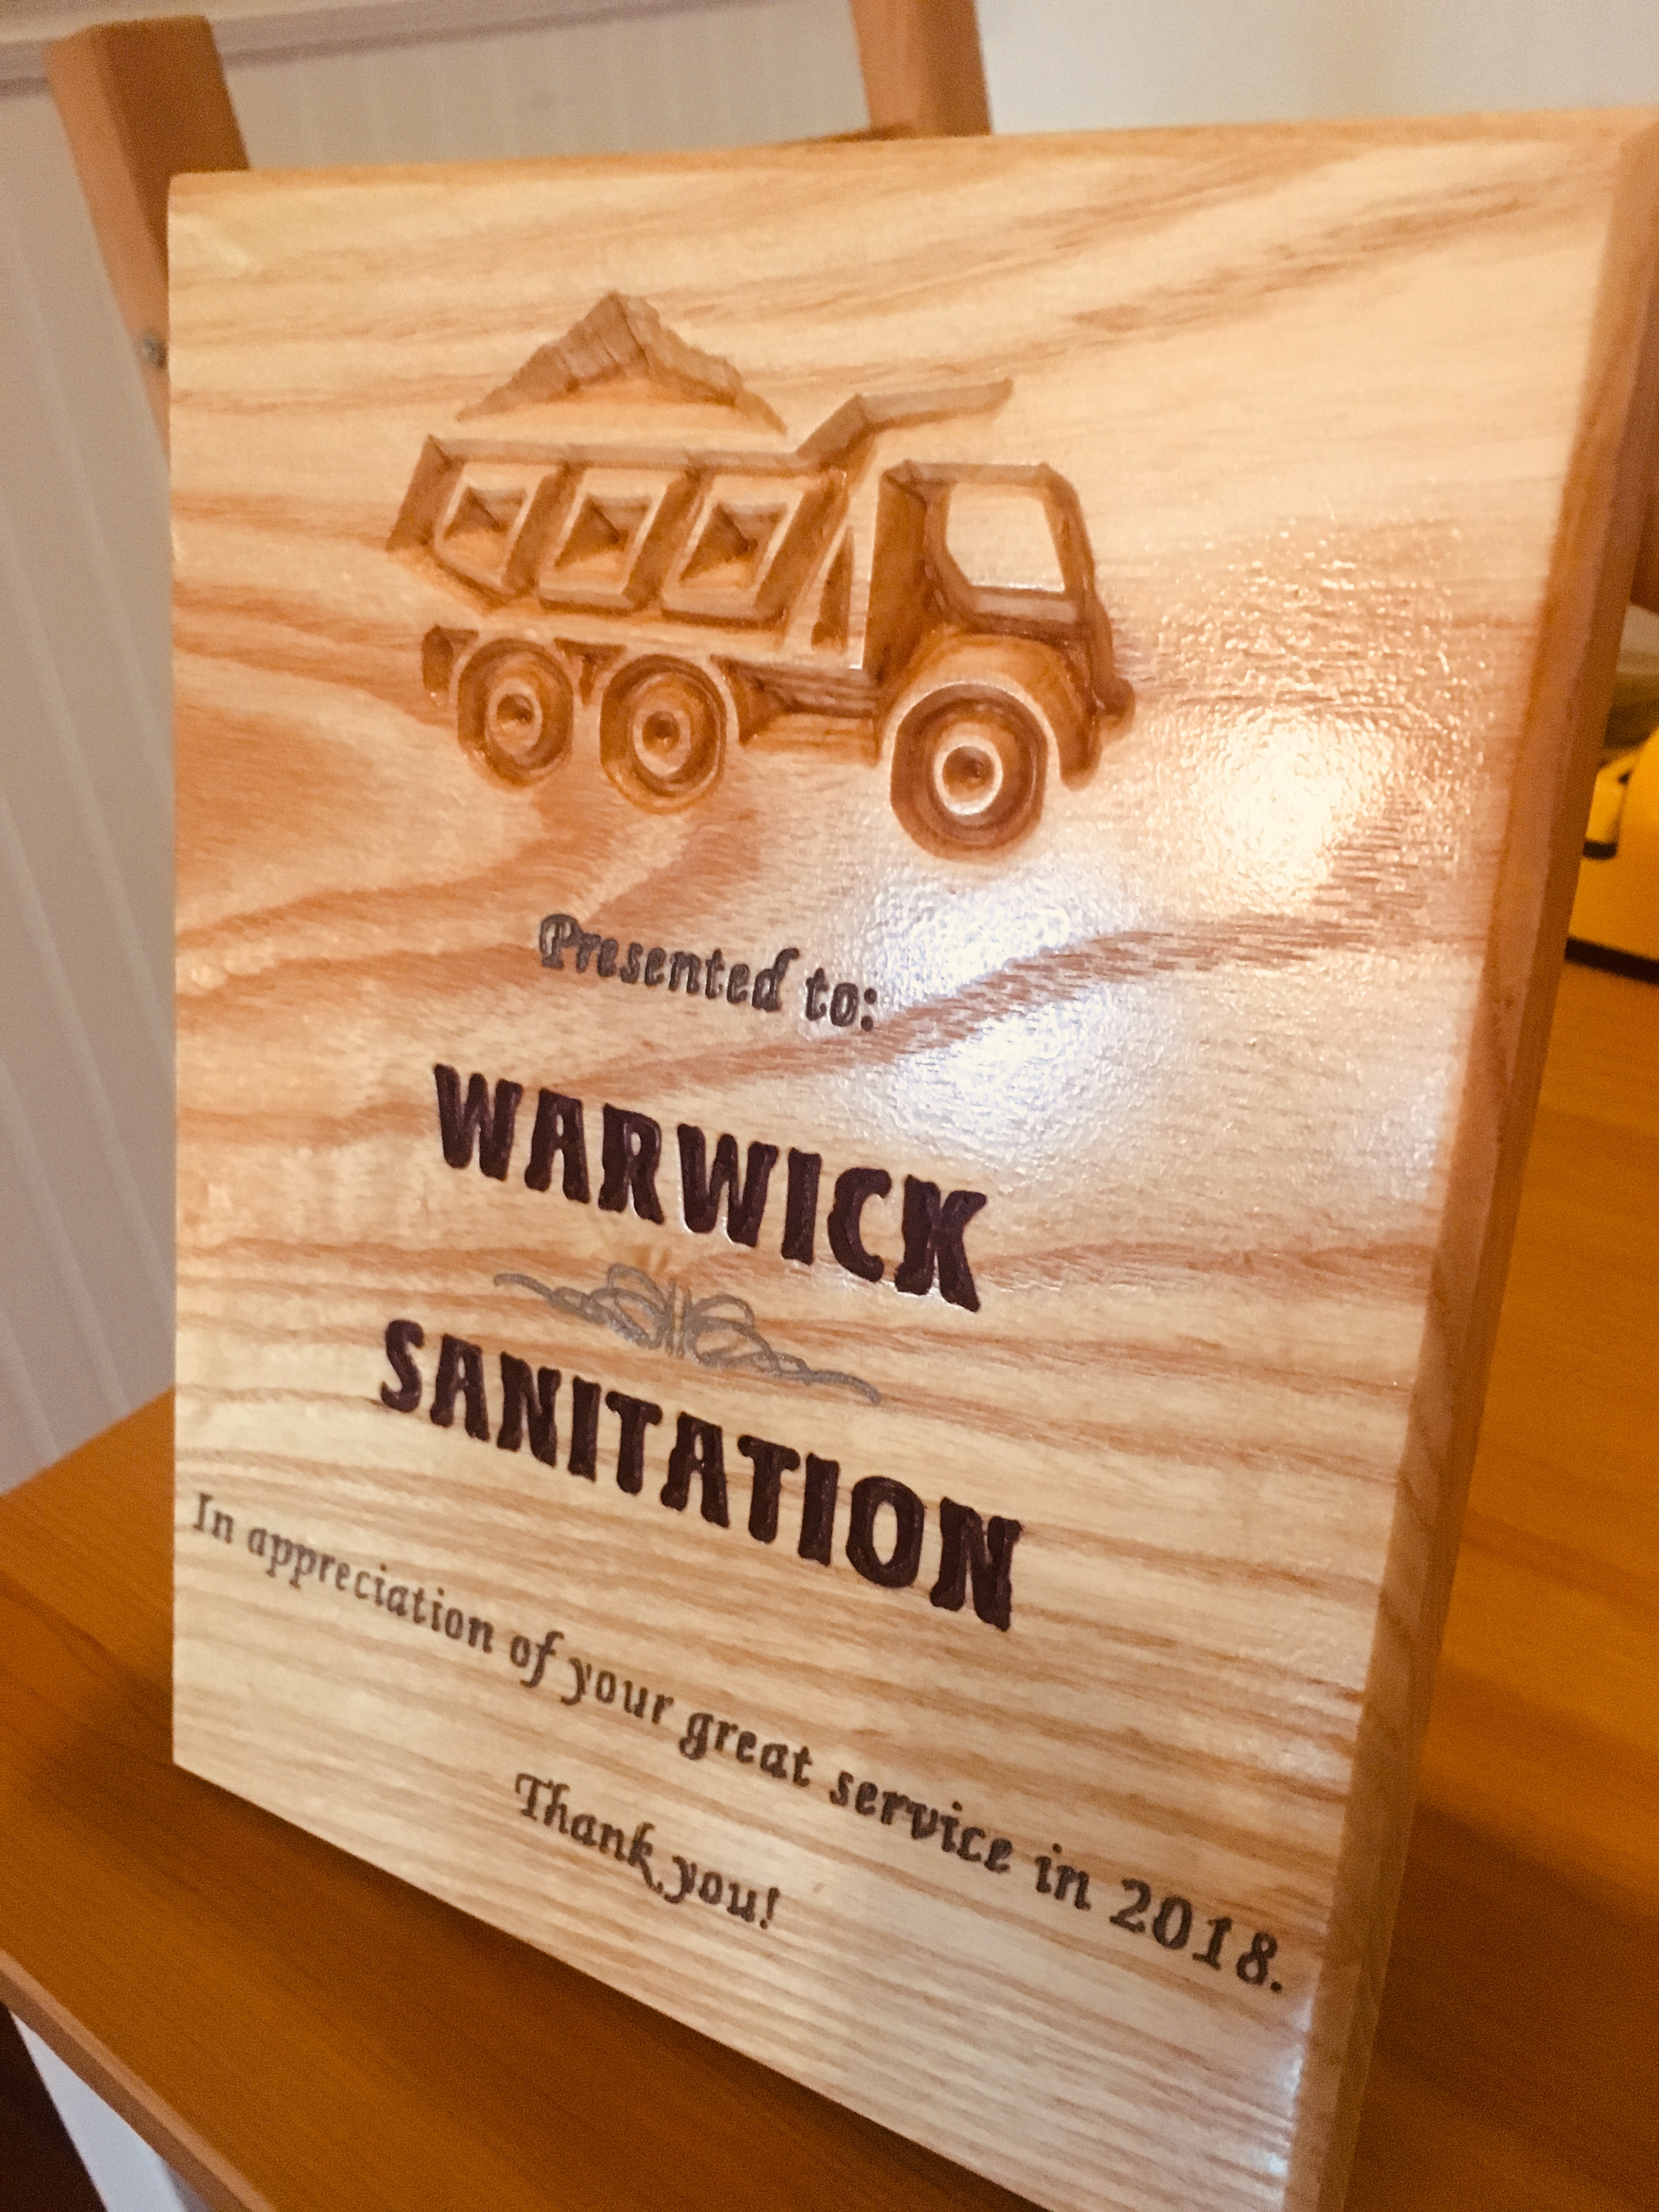 Presented to:
WARWICK
SANITATION
In appreciation of your great service in 2018.
Thank you!